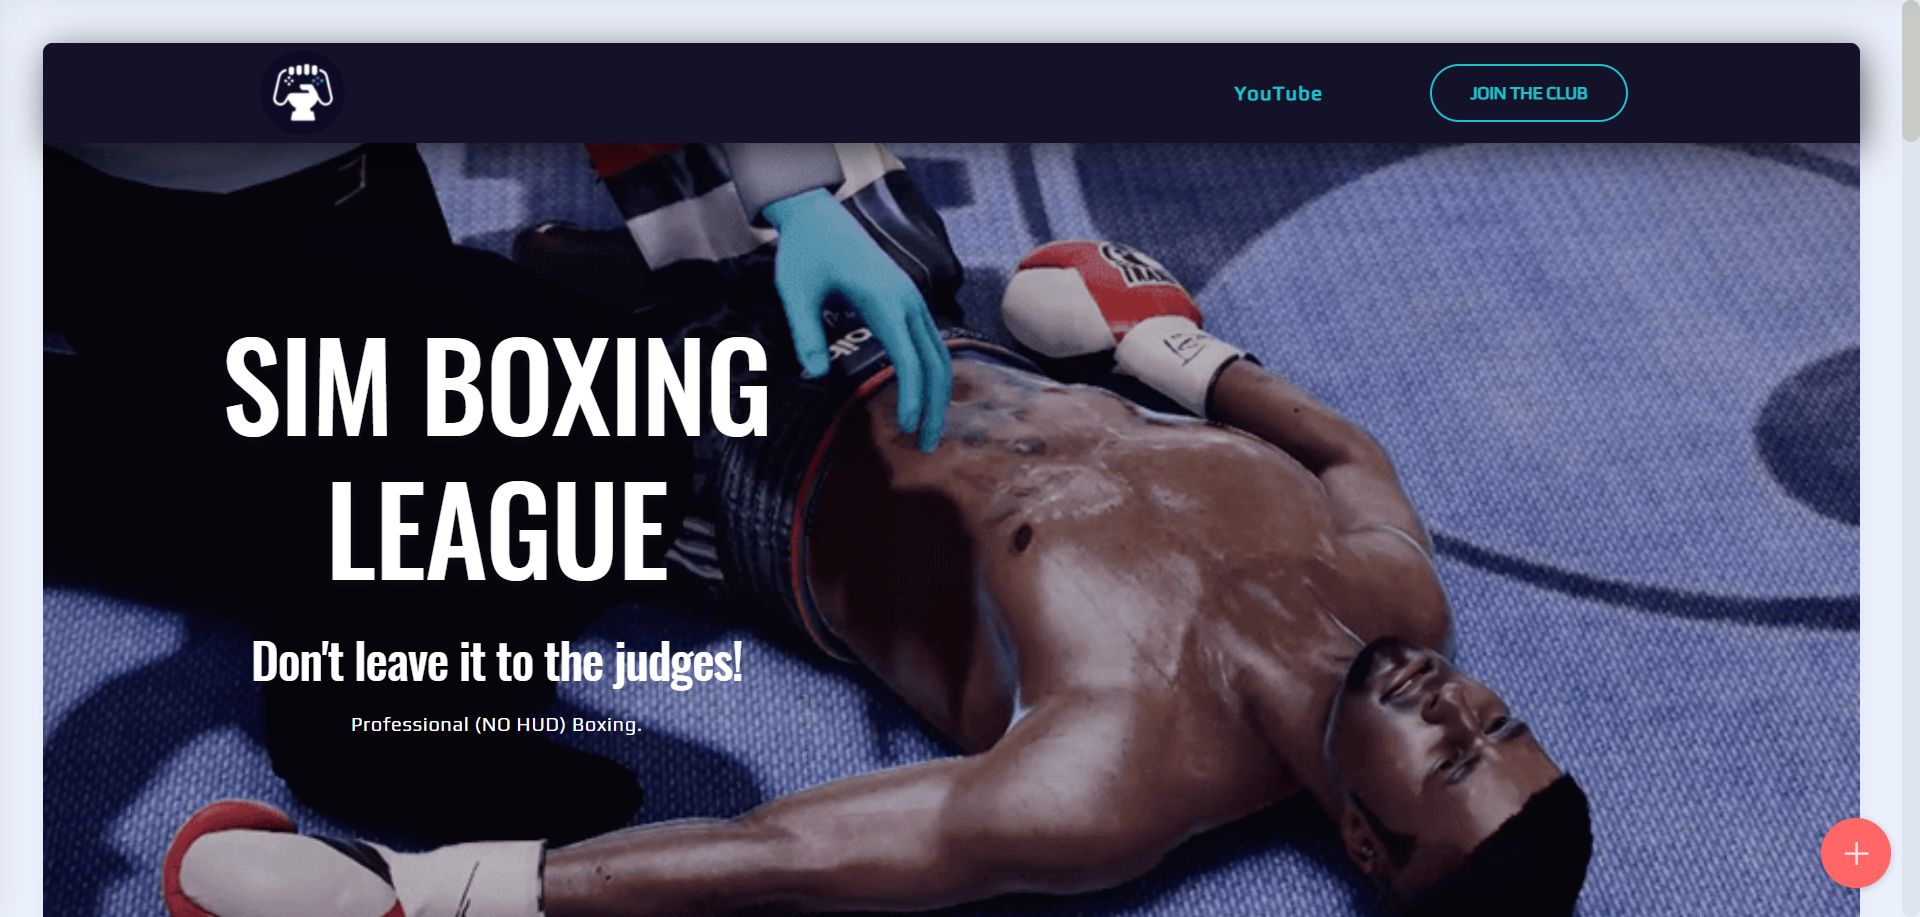 YouTube
JOIN THE CLUB
SIM BOXING
LEAGUE
Don't leave it to the judges!
Professional (NO HUD) Boxing.